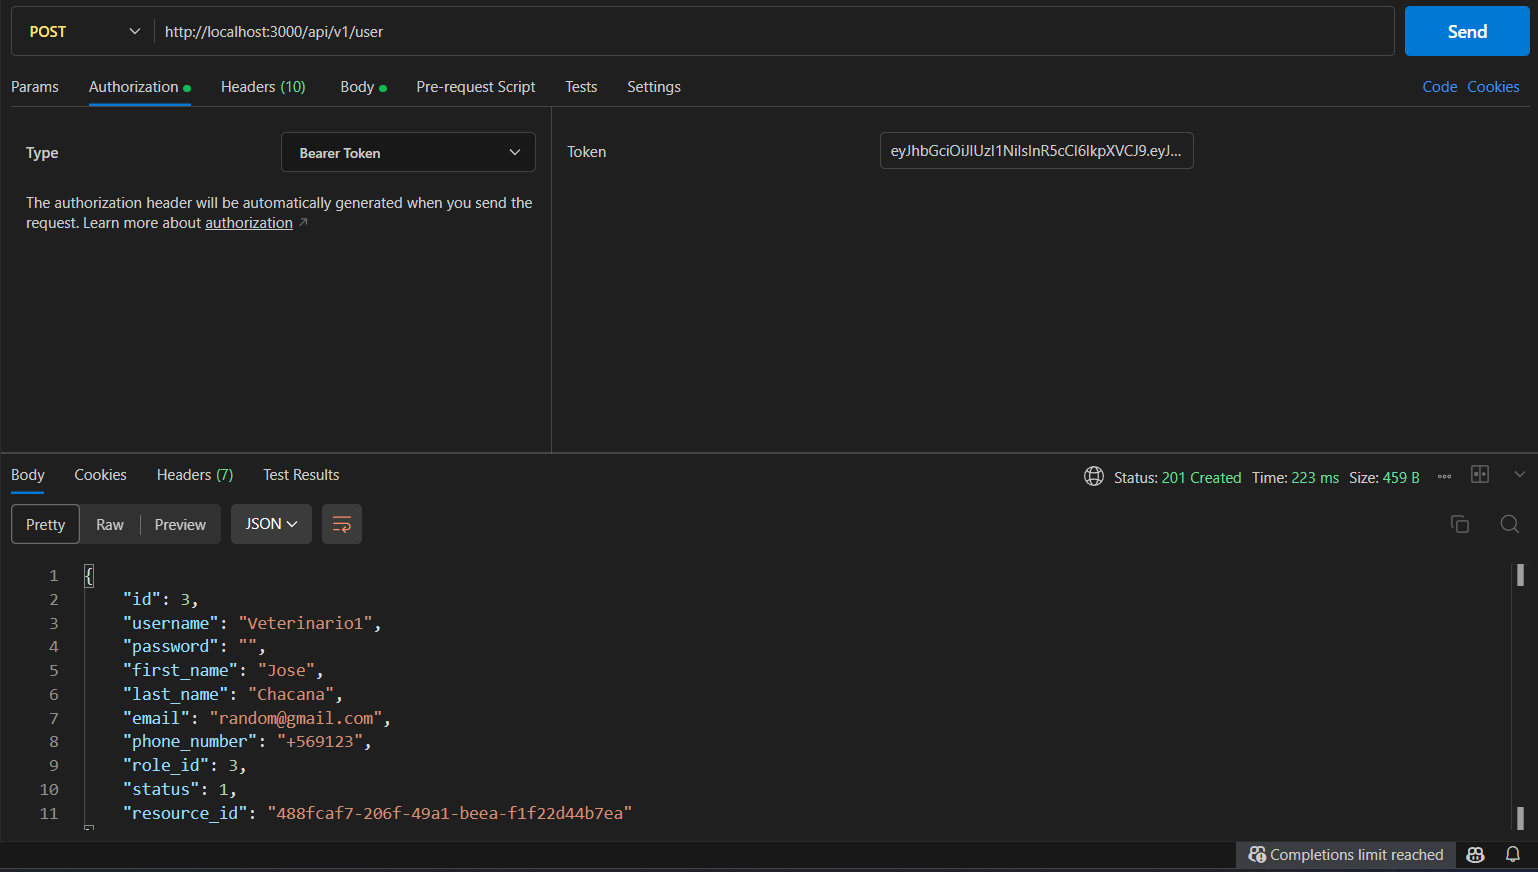 POST http://localhost:3000/api/v1/user Send
Params Authorization Headers (10) Body Pre-request Script Tests Settings Code Cookies
Type Bearer Token Token eyJhbGciOiJIUzI1NiIsInR5cCI6IkpXVCJ9.eyJ...
The authorization header will be automatically generated when you send the
request. Learn more about authorization
Body Cookies Headers (7) Test Results Status: 201 Created Time: 223 ms Size: 459 B
Pretty Raw Preview JSON
1 {
2 "id": 3,
3 "username": "Veterinario1",
4 "password": "",
5 "first_name": "Jose",
6 "last_name": "Chacana",
7 "email": "random@gmail.com",
8 "phone_number": "+569123",
9 "role_id": 3,
10 "status": 1,
11 "resource_id": "488fcaf7-206f-49a1-beea-f1f22d44b7ea"
Completions limit reached